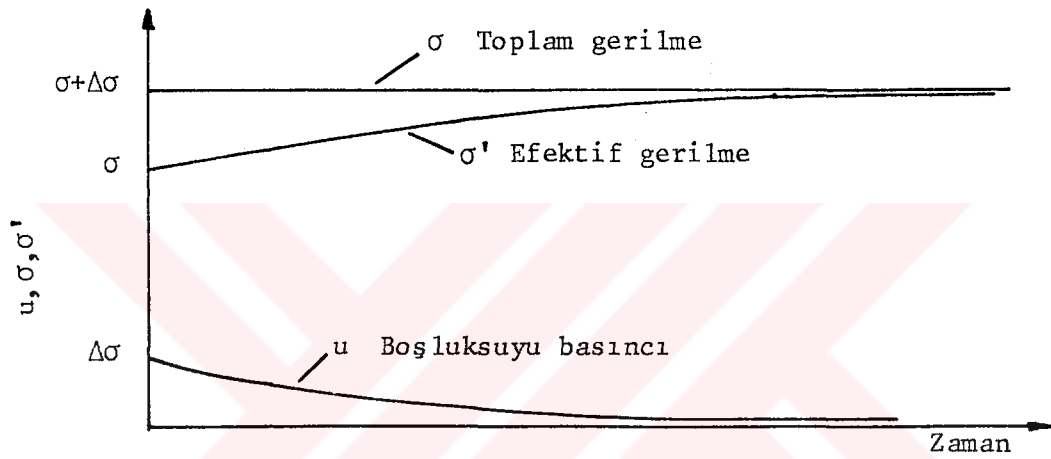 σ Toplam gerilme
σ+Δσ
σ' Efektif gerilme
σ
u,σ,σ'
Δσ
u Boşluksuyu basıncı
Zaman